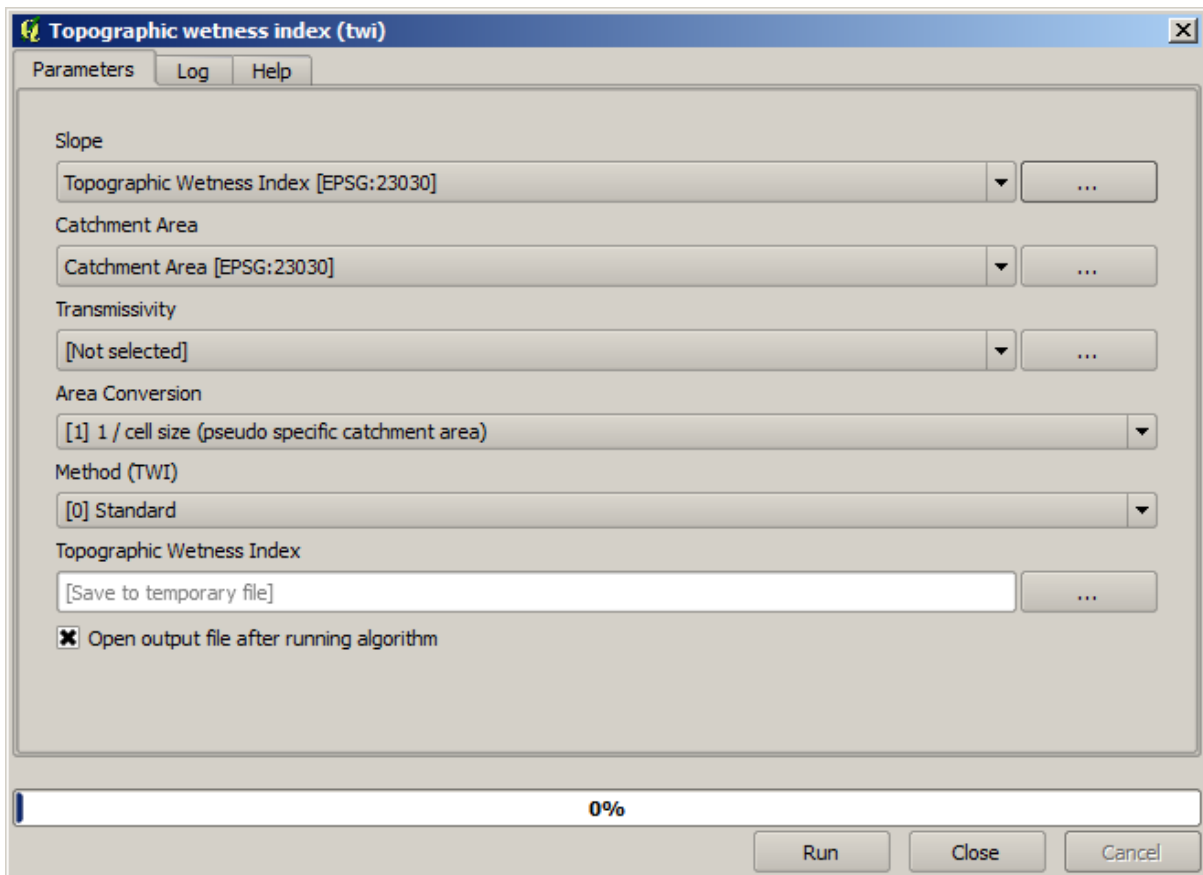 Topographic wetness index (twi)
Parameters Log Help
Slope
Topographic Wetness Index [EPSG:23030] ...
Catchment Area
Catchment Area [EPSG:23030] ...
Transmissivity
[Not selected] ...
Area Conversion
[1] 1 / cell size (pseudo specific catchment area)
Method (TWI)
[0] Standard
Topographic Wetness Index
[Save to temporary file] ...
Open output file after running algorithm
0%
Run Close Cancel